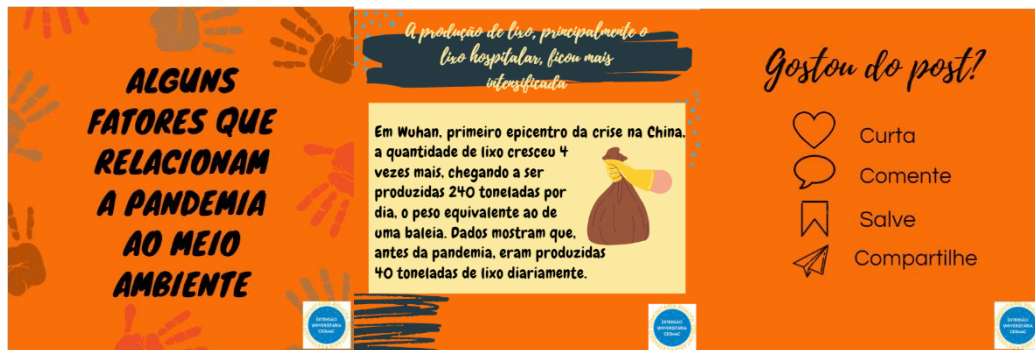 ALGUNS
FATORES QUE
RELACIONAM
A PANDEMIA
AO MEIO
AMBIENTE
A produção de lixo, principalmente o
lixo hospitalar, ficou mais
intensificada
Em Wuhan, primeiro epicentro da crise na China,
a quantidade de lixo cresceu 4
vezes mais, chegando a ser
produzidas 240 toneladas por
dia, o peso equivalente ao de
uma baleia. Dados mostram que,
antes da pandemia, eram produzidas
40 toneladas de lixo diariamente.
Gostou do post?
Curta
Comente
Salve
Compartilhe